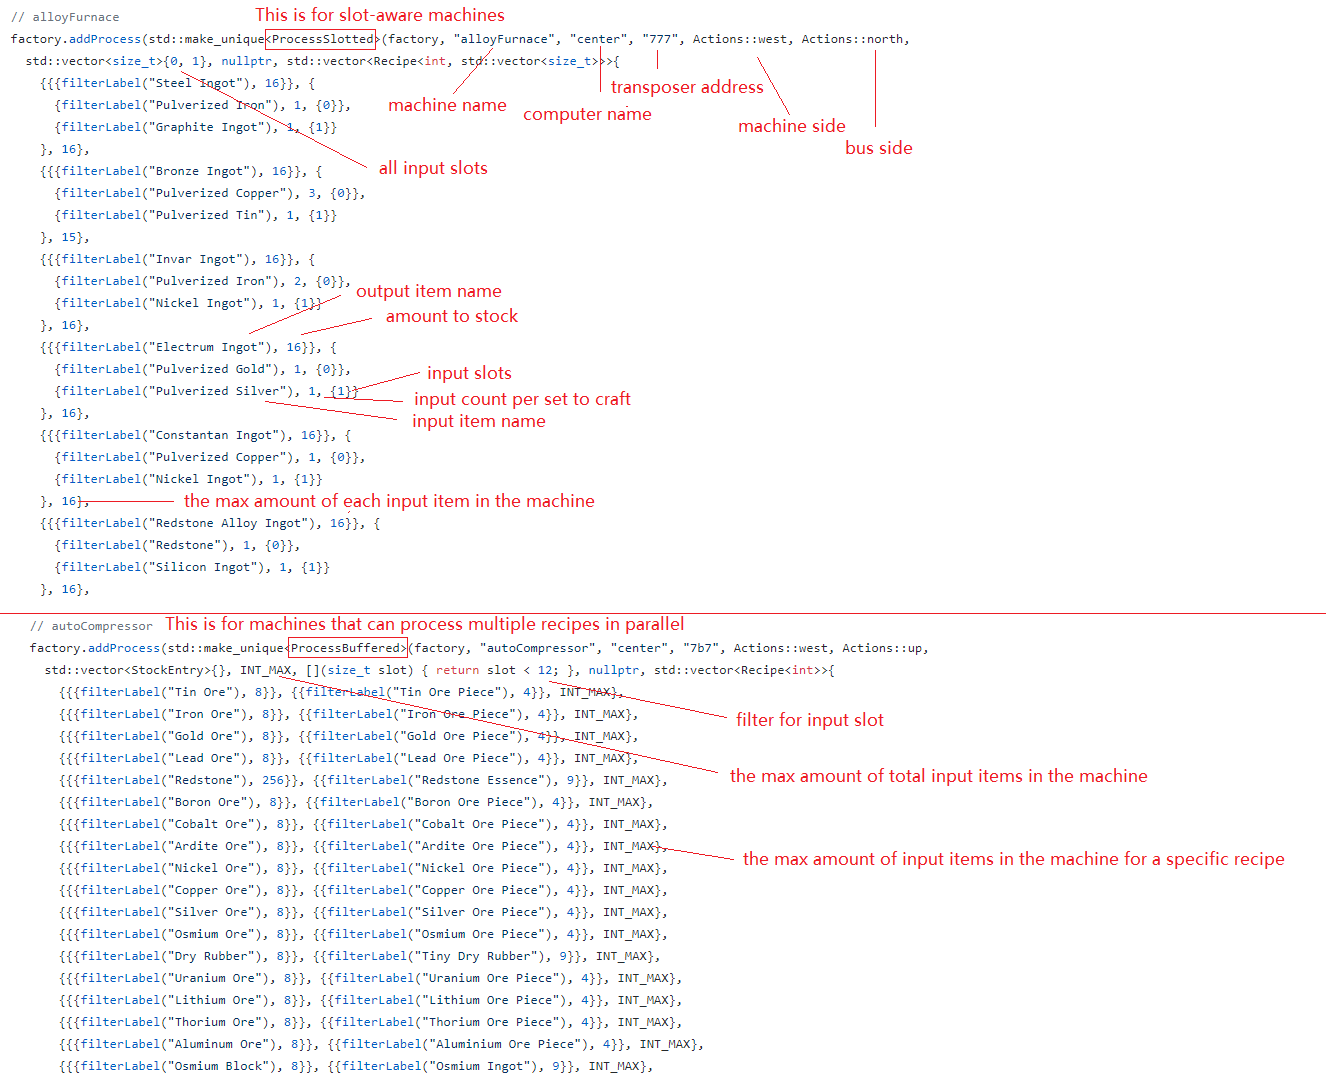 // alloyFurnace This is for slot-aware machines
factory.addProcess(std::make_unique<ProcessSlotted>(factory, "alloyFurnace", "center", "777", Actions::west, Actions::north,
std::vector<size_t>{0, 1}, nullptr, std::vector<Recipe<int, std::vector<size_t>>>{
{{{filterLabel("Steel Ingot"), 16}}, {
transposer address
{filterLabel("Pulverized Iron"), 1, {0}},
machine name
computer name
{filterLabel("Graphite Ingot"), 1, {1}}
machine side
}, 16},
bus side
{{{filterLabel("Bronze Ingot"), 16}}, {
all input slots
{filterLabel("Pulverized Copper"), 3, {0}},
{filterLabel("Pulverized Tin"), 1, {1}}
}, 15},
{{{filterLabel("Invar Ingot"), 16}}, {
{filterLabel("Pulverized Iron"), 2, {0}},
output item name
{filterLabel("Nickel Ingot"), 1, {1}}
amount to stock
}, 16},
{{{filterLabel("Electrum Ingot"), 16}}, {
{filterLabel("Pulverized Gold"), 1, {0}},
input slots
{filterLabel("Pulverized Silver"), 1, {1}}
input count per set to craft
}, 16},
input item name
{{{filterLabel("Constantan Ingot"), 16}}, {
{filterLabel("Pulverized Copper"), 1, {0}},
{filterLabel("Nickel Ingot"), 1, {1}}
}, 16}, the max amount of each input item in the machine
{{{filterLabel("Redstone Alloy Ingot"), 16}}, {
{filterLabel("Redstone"), 1, {0}},
{filterLabel("Silicon Ingot"), 1, {1}}
}, 16},
// autoCompressor This is for machines that can process multiple recipes in parallel
factory.addProcess(std::make_unique<ProcessBuffered>(factory, "autoCompressor", "center", "7b7", Actions::west, Actions::up,
std::vector<StockEntry>{}, INT_MAX, [](size_t slot) { return slot < 12; }, nullptr, std::vector<Recipe<int>>{
{{{filterLabel("Tin Ore"), 8}}, {{filterLabel("Tin Ore Piece"), 4}}, INT_MAX},
{{{filterLabel("Iron Ore"), 8}}, {{filterLabel("Iron Ore Piece"), 4}}, INT_MAX},
filter for input slot
{{{filterLabel("Gold Ore"), 8}}, {{filterLabel("Gold Ore Piece"), 4}}, INT_MAX},
{{{filterLabel("Lead Ore"), 8}}, {{filterLabel("Lead Ore Piece"), 4}}, INT_MAX},
{{{filterLabel("Redstone"), 256}}, {{filterLabel("Redstone Essence"), 9}}, INT_MAX},
the max amount of total input items in the machine
{{{filterLabel("Boron Ore"), 8}}, {{filterLabel("Boron Ore Piece"), 4}}, INT_MAX},
{{{filterLabel("Cobalt Ore"), 8}}, {{filterLabel("Cobalt Ore Piece"), 4}}, INT_MAX},
{{{filterLabel("Ardite Ore"), 8}}, {{filterLabel("Ardite Ore Piece"), 4}}, INT_MAX},
the max amount of input items in the machine for a specific recipe
{{{filterLabel("Nickel Ore"), 8}}, {{filterLabel("Nickel Ore Piece"), 4}}, INT_MAX},
{{{filterLabel("Copper Ore"), 8}}, {{filterLabel("Copper Ore Piece"), 4}}, INT_MAX},
{{{filterLabel("Silver Ore"), 8}}, {{filterLabel("Silver Ore Piece"), 4}}, INT_MAX},
{{{filterLabel("Osmium Ore"), 8}}, {{filterLabel("Osmium Ore Piece"), 4}}, INT_MAX},
{{{filterLabel("Dry Rubber"), 8}}, {{filterLabel("Tiny Dry Rubber"), 9}}, INT_MAX},
{{{filterLabel("Uranium Ore"), 8}}, {{filterLabel("Uranium Ore Piece"), 4}}, INT_MAX},
{{{filterLabel("Lithium Ore"), 8}}, {{filterLabel("Lithium Ore Piece"), 4}}, INT_MAX},
{{{filterLabel("Thorium Ore"), 8}}, {{filterLabel("Thorium Ore Piece"), 4}}, INT_MAX},
{{{filterLabel("Aluminum Ore"), 8}}, {{filterLabel("Aluminium Ore Piece"), 4}}, INT_MAX},
{{{filterLabel("Osmium Block"), 8}}, {{filterLabel("Osmium Ingot"), 9}}, INT_MAX},